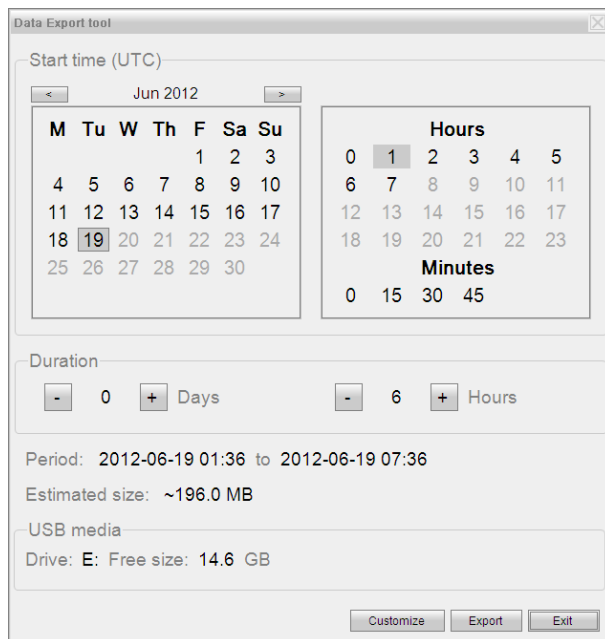 Data Export tool
Start time (UTC)
< Jun 2012 >
M Tu W Th F Sa Su
1 2 3
4 5 6 7 8 9 10
11 12 13 14 15 16 17
18 19 20 21 22 23 24
25 26 27 28 29 30
Hours
0 1 2 3 4 5
6 7 8 9 10 11
12 13 14 15 16 17
18 19 20 21 22 23
Minutes
0 15 30 45
Duration
- 0 + Days - 6 + Hours
Period: 2012-06-19 01:36 to 2012-06-19 07:36
Estimated size: ~196.0 MB
USB media
Drive: E: Free size: 14.6 GB
Customize Export Exit